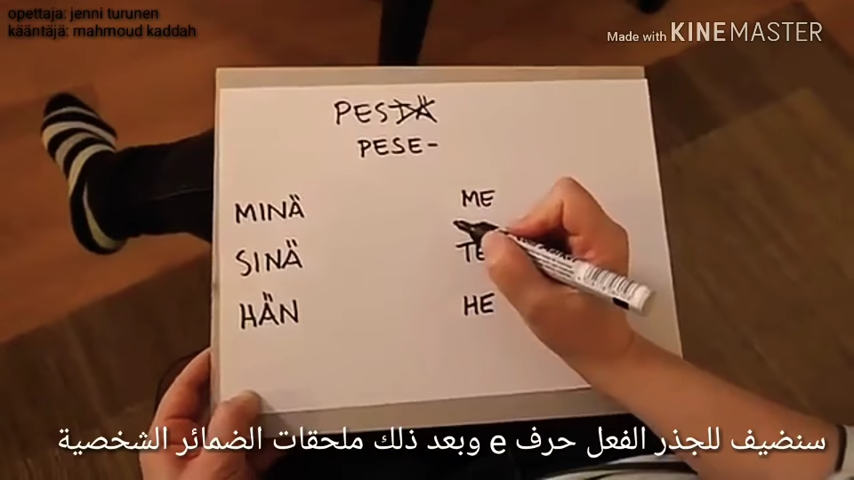 opettaja: jenni turunen
kääntäjä: mahmoud kaddah
Made with KINEMASTER
PESTÄ
PESE-
MINÄ
ME
SINÄ
TE
HÄN
HE
سنضيف للجذر الفعل حرف e وبعد ذلك ملحقات الضمائر الشخصية